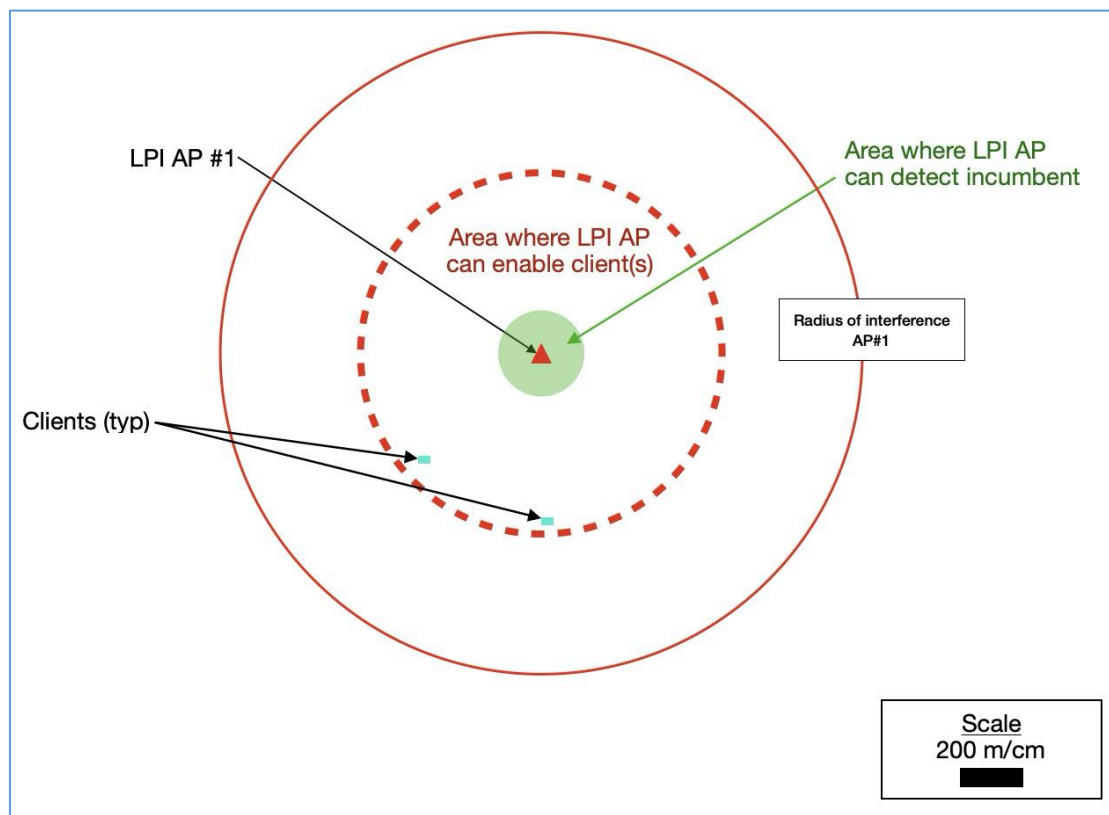 LPI AP #1
Area where LPI AP
can detect incumbent
Area where LPI AP
can enable client(s)
Radius of interference
AP#1
Clients (typ)
Scale
200 m/cm